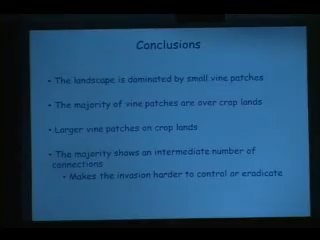 Conclusions
• The landscape is dominated by small vine patches
• The majority of vine patches are over crop lands
• Larger vine patches on crop lands
• The majority shows an intermediate number of
connections
• Makes the invasion harder to control or eradicate